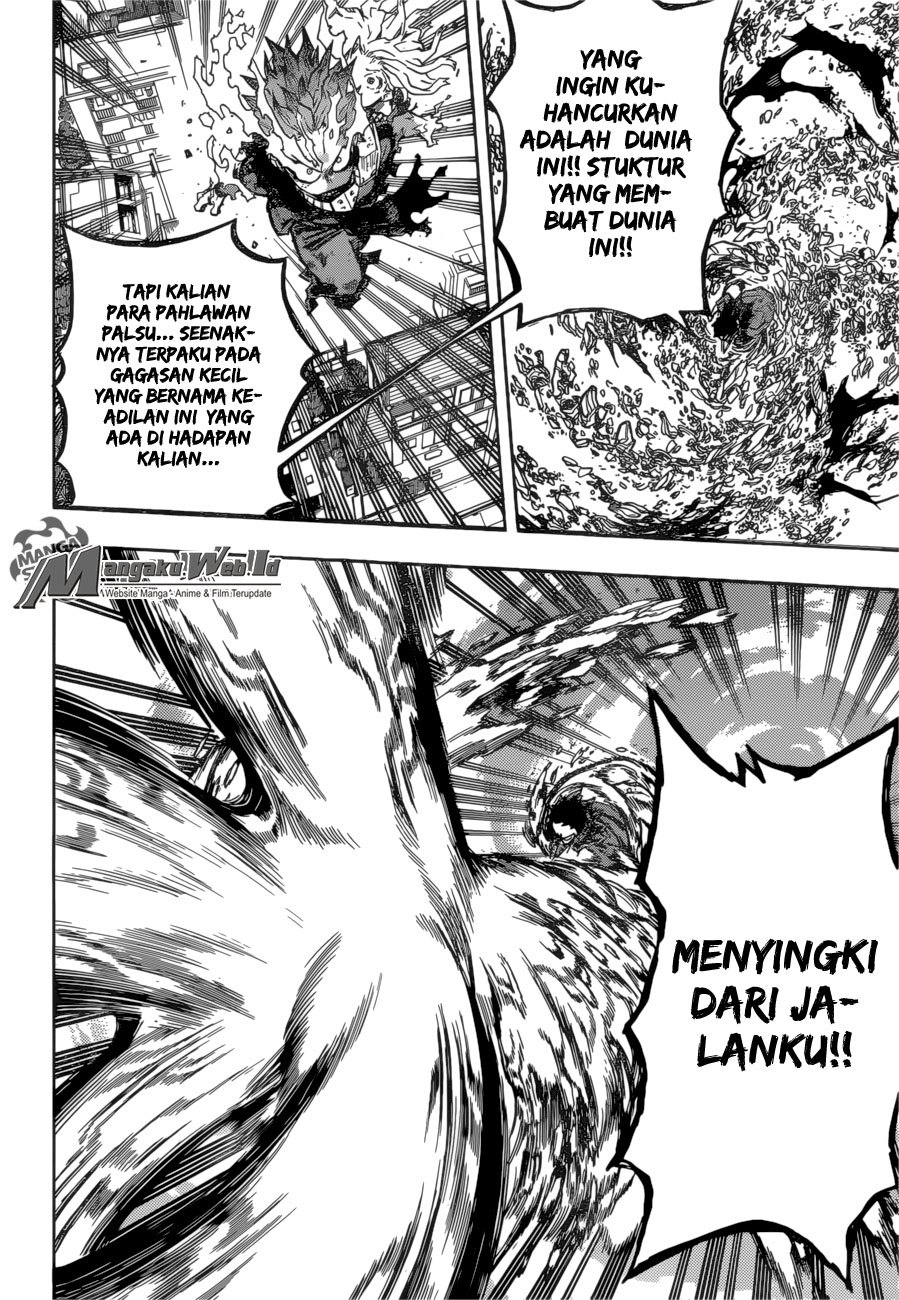 YANG
INGIN KU-
HANCURKAN
ADALAH DUNIA
INI!! STUKTUR
YANG MEM-
BUAT DUNIA
INI!!
TAPI KALIAN
PARA PAHLAWAN
PALSU... SEENAK-
NYA TERPAKU PADA
GAGASAN KECIL
YANG BERNAMA KE-
ADILAN INI YANG
ADA DI HADAPAN
KALIAN...
MANGA
Mangaku.Web.Id
Website Manga - Anime & Film Terupdate
MENYINGKI
DARI JA-
LANKU!!